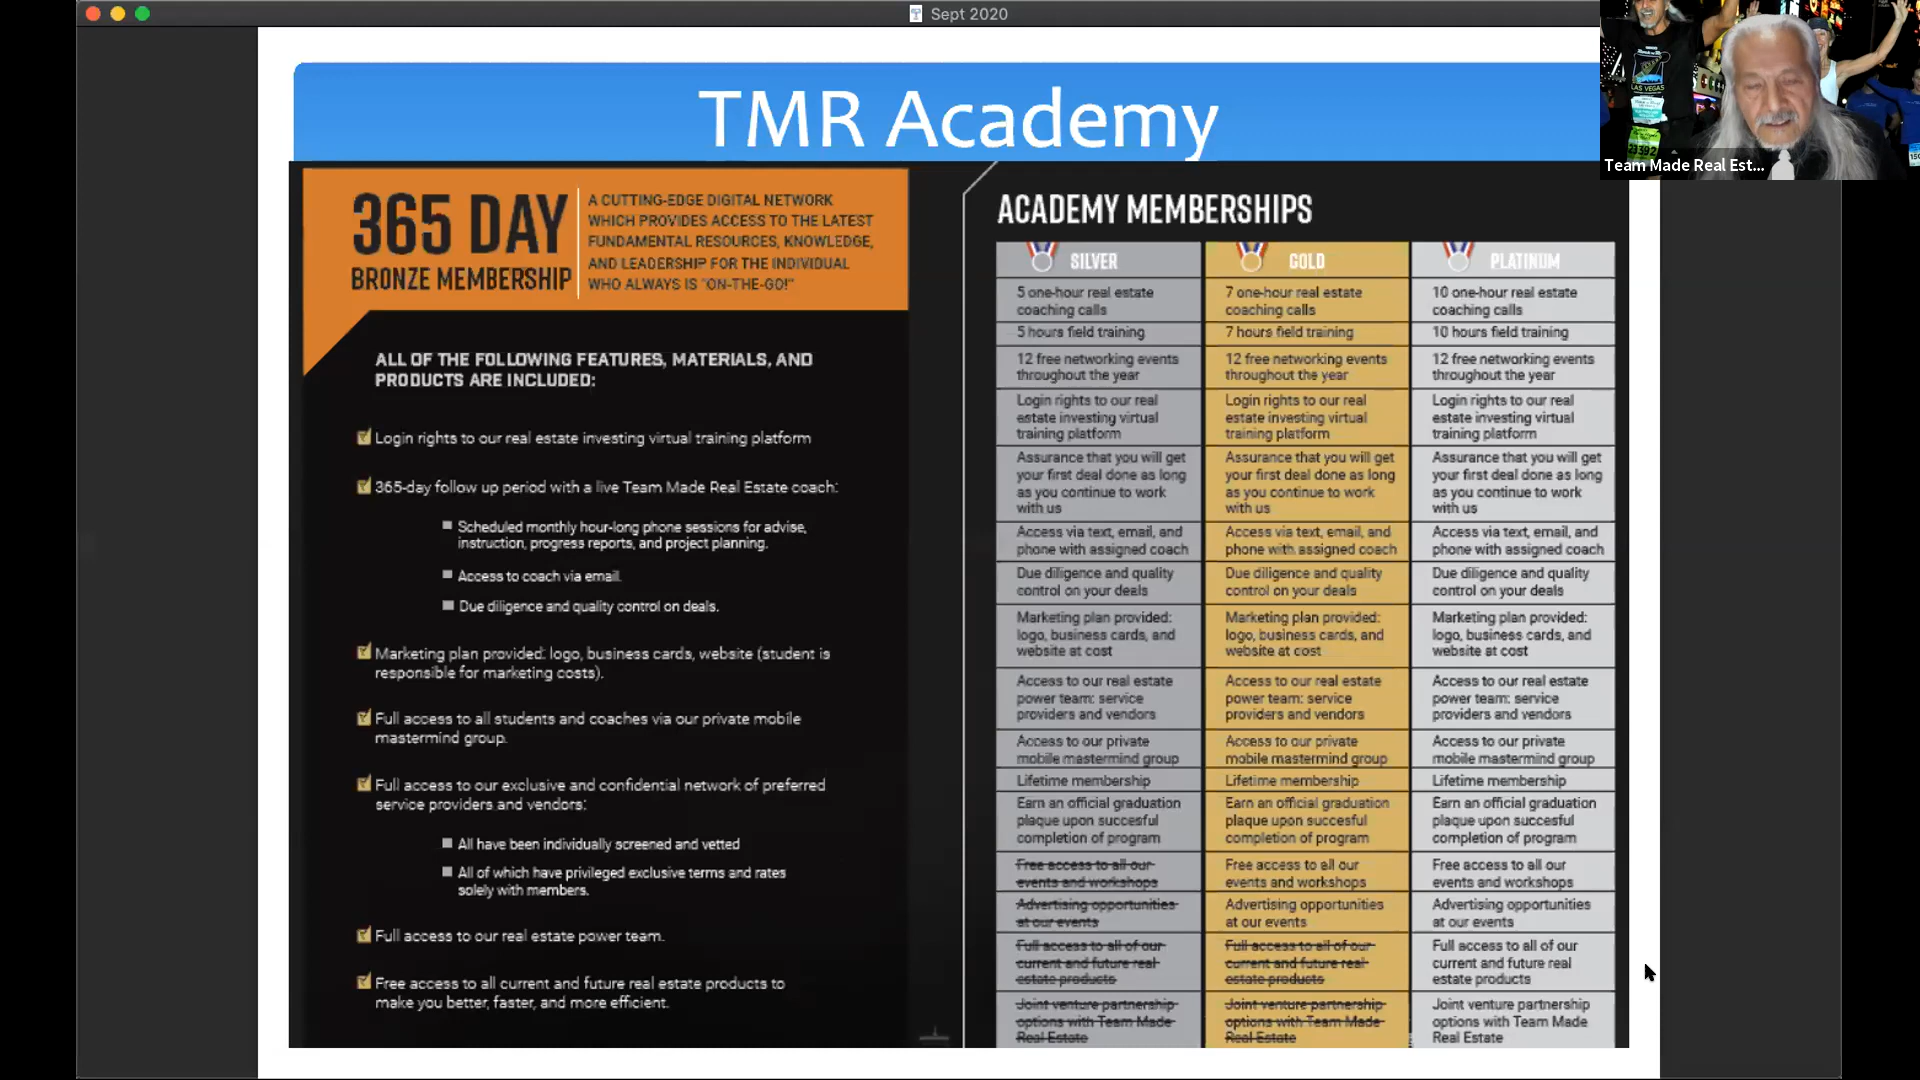 Sept 2020
TMR Academy
LAS VEGAS
23392
Team Made Real Est...
365 DAY
BRONZE MEMBERSHIP
A CUTTING-EDGE DIGITAL NETWORK
WHICH PROVIDES ACCESS TO THE LATEST
FUNDAMENTAL RESOURCES, KNOWLEDGE,
AND LEADERSHIP FOR THE INDIVIDUAL
WHO ALWAYS IS "ON-THE-GO!"
ALL OF THE FOLLOWING FEATURES, MATERIALS, AND
PRODUCTS ARE INCLUDED:
Login rights to our real estate investing virtual training platform
365-day follow up period with a live Team Made Real Estate coach:
Scheduled monthly hour-long phone sessions for advise,
instruction, progress reports, and project planning.
Access to coach via email.
Due diligence and quality control on deals.
Marketing plan provided: logo, business cards, website (student is
responsible for marketing costs).
Full access to all students and coaches via our private mobile
mastermind group.
Full access to our exclusive and confidential network of preferred
service providers and vendors:
All have been individually screened and vetted
All of which have privileged exclusive terms and rates
solely with members.
Full access to our real estate power team.
Free access to all current and future real estate products to
make you better, faster, and more efficient.
ACADEMY MEMBERSHIPS
SILVER
5 one-hour real estate
coaching calls
5 hours field training
12 free networking events
throughout the year
Login rights to our real
estate investing virtual
training platform
Assurance that you will get
your first deal done as long
as you continue to work
with us
Access via text, email, and
phone with assigned coach
Due diligence and quality
control on your deals
Marketing plan provided:
logo, business cards, and
website at cost
Access to our real estate
power team: service
providers and vendors
Access to our private
mobile mastermind group
Lifetime membership
Earn an official graduation
plaque upon succesful
completion of program
Free access to all our
events and workshops
Advertising opportunities
at our events
Full access to all of our
current and future real
estate products
Joint venture partnership
options with Team Made
Real Estate
GOLD
7 one-hour real estate
coaching calls
7 hours field training
12 free networking events
throughout the year
Login rights to our real
estate investing virtual
training platform
Assurance that you will get
your first deal done as long
as you continue to work
with us
Access via text, email, and
phone with assigned coach
Due diligence and quality
control on your deals
Marketing plan provided:
logo, business cards, and
website at cost
Access to our real estate
power team: service
providers and vendors
Access to our private
mobile mastermind group
Lifetime membership
Earn an official graduation
plaque upon succesful
completion of program
Free access to all our
events and workshops
Advertising opportunities
at our events
Full access to all of our
current and future real
estate products
Joint venture partnership
options with Team Made
Real Estate
PLATINUM
10 one-hour real estate
coaching calls
10 hours field training
12 free networking events
throughout the year
Login rights to our real
estate investing virtual
training platform
Assurance that you will get
your first deal done as long
as you continue to work
with us
Access via text, email, and
phone with assigned coach
Due diligence and quality
control on your deals
Marketing plan provided:
logo, business cards, and
website at cost
Access to our real estate
power team: service
providers and vendors
Access to our private
mobile mastermind group
Lifetime membership
Earn an official graduation
plaque upon succesful
completion of program
Free access to all our
events and workshops
Advertising opportunities
at our events
Full access to all of our
current and future real
estate products
Joint venture partnership
options with Team Made
Real Estate